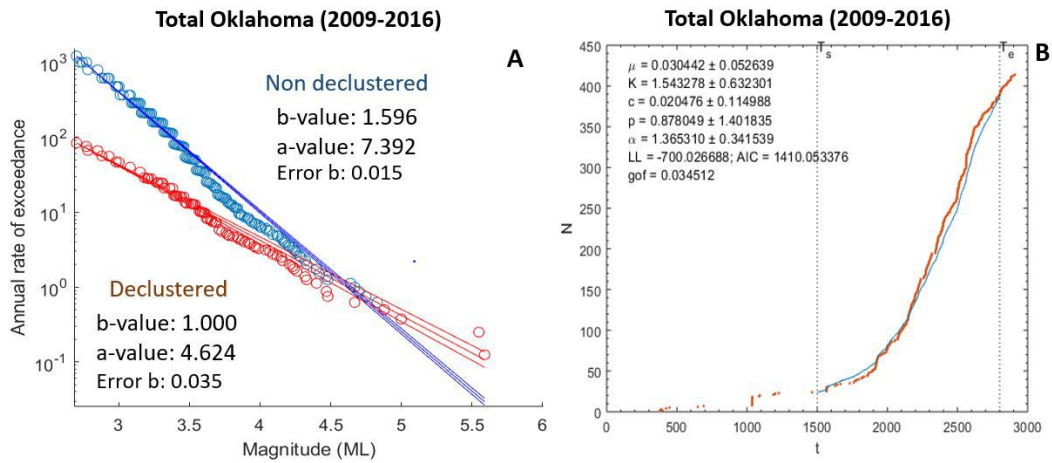 Total Oklahoma (2009-2016)
A
Non declustered
b-value: 1.596
a-value: 7.392
Error b: 0.015
Declustered
b-value: 1.000
a-value: 4.624
Error b: 0.035
Annual rate of exceedance
10^3
10^2
10^1
10^0
10^-1
3
3.5
4
4.5
5
5.5
6
Magnitude (ML)
Total Oklahoma (2009-2016)
B
T_s
T_e
μ = 0.030442 ± 0.052639
K = 1.543278 ± 0.632301
c = 0.020476 ± 0.114988
p = 0.878049 ± 1.401835
α = 1.365310 ± 0.341539
LL = -700.026688; AIC = 1410.053376
gof = 0.034512
N
450
400
350
300
250
200
150
100
50
0
0
500
1000
1500
2000
2500
3000
t